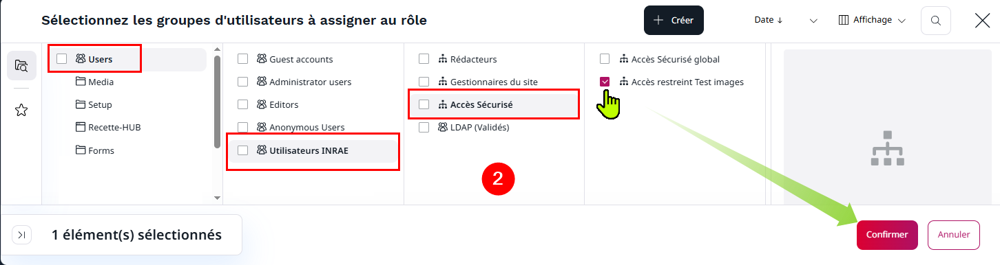 Sélectionnez les groupes d'utilisateurs à assigner au rôle
Créer
Date ↓
Affichage
Users
Media
Setup
Recette-HUB
Forms
Guest accounts
Administrator users
Editors
Anonymous Users
Utilisateurs INRAE
Rédacteurs
Gestionnaires du site
Accès Sécurisé
LDAP (Validés)
Accès Sécurisé global
Accès restreint Test images
2
1 élément(s) sélectionnés
Confirmer
Annuler